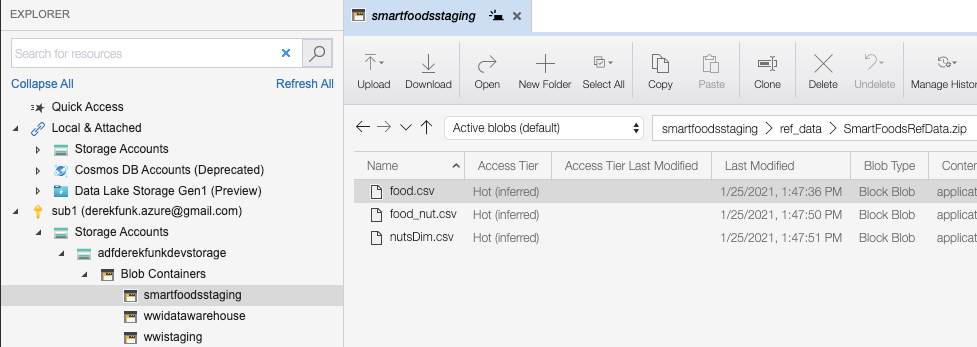 EXPLORER
Search for resources
Collapse All Refresh All
Quick Access
Local & Attached
Storage Accounts
Cosmos DB Accounts (Deprecated)
Data Lake Storage Gen1 (Preview)
sub1 (derekfunk.azure@gmail.com)
Storage Accounts
adfderekfunkdevstorage
Blob Containers
smartfoodsstaging
wwidatawarehouse
wwistaging
smartfoodsstaging
Upload Download Open New Folder Select All Copy Paste Clone Delete Undelete Manage Histor
Active blobs (default) smartfoodsstaging ref_data SmartFoodsRefData.zip
Name Access Tier Access Tier Last Modified Last Modified Blob Type Conte
food.csv Hot (inferred) 1/25/2021, 1:47:36 PM Block Blob applicat
food_nut.csv Hot (inferred) 1/25/2021, 1:47:50 PM Block Blob applicat
nutsDim.csv Hot (inferred) 1/25/2021, 1:47:51 PM Block Blob applicat